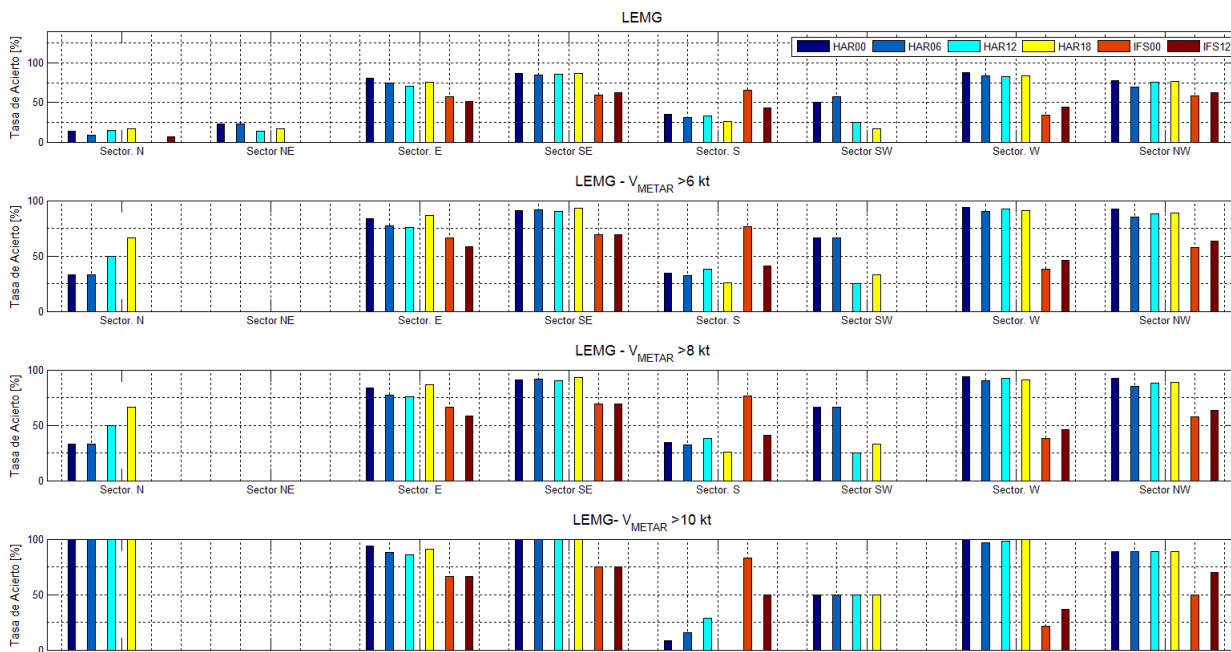 LEMG
HAR00 HAR06 HAR12 HAR18 IFS00 IFS12
Tasa de Acierto [%]
100
50
0
Sector. N Sector NE Sector. E Sector SE Sector. S Sector SW Sector. W Sector NW
LEMG - V_METAR >6 kt
Tasa de Acierto [%]
100
50
0
Sector. N Sector NE Sector. E Sector SE Sector. S Sector SW Sector. W Sector NW
LEMG - V_METAR >8 kt
Tasa de Acierto [%]
100
50
0
Sector. N Sector NE Sector. E Sector SE Sector. S Sector SW Sector. W Sector NW
LEMG- V_METAR >10 kt
Tasa de Acierto [%]
100
50
0